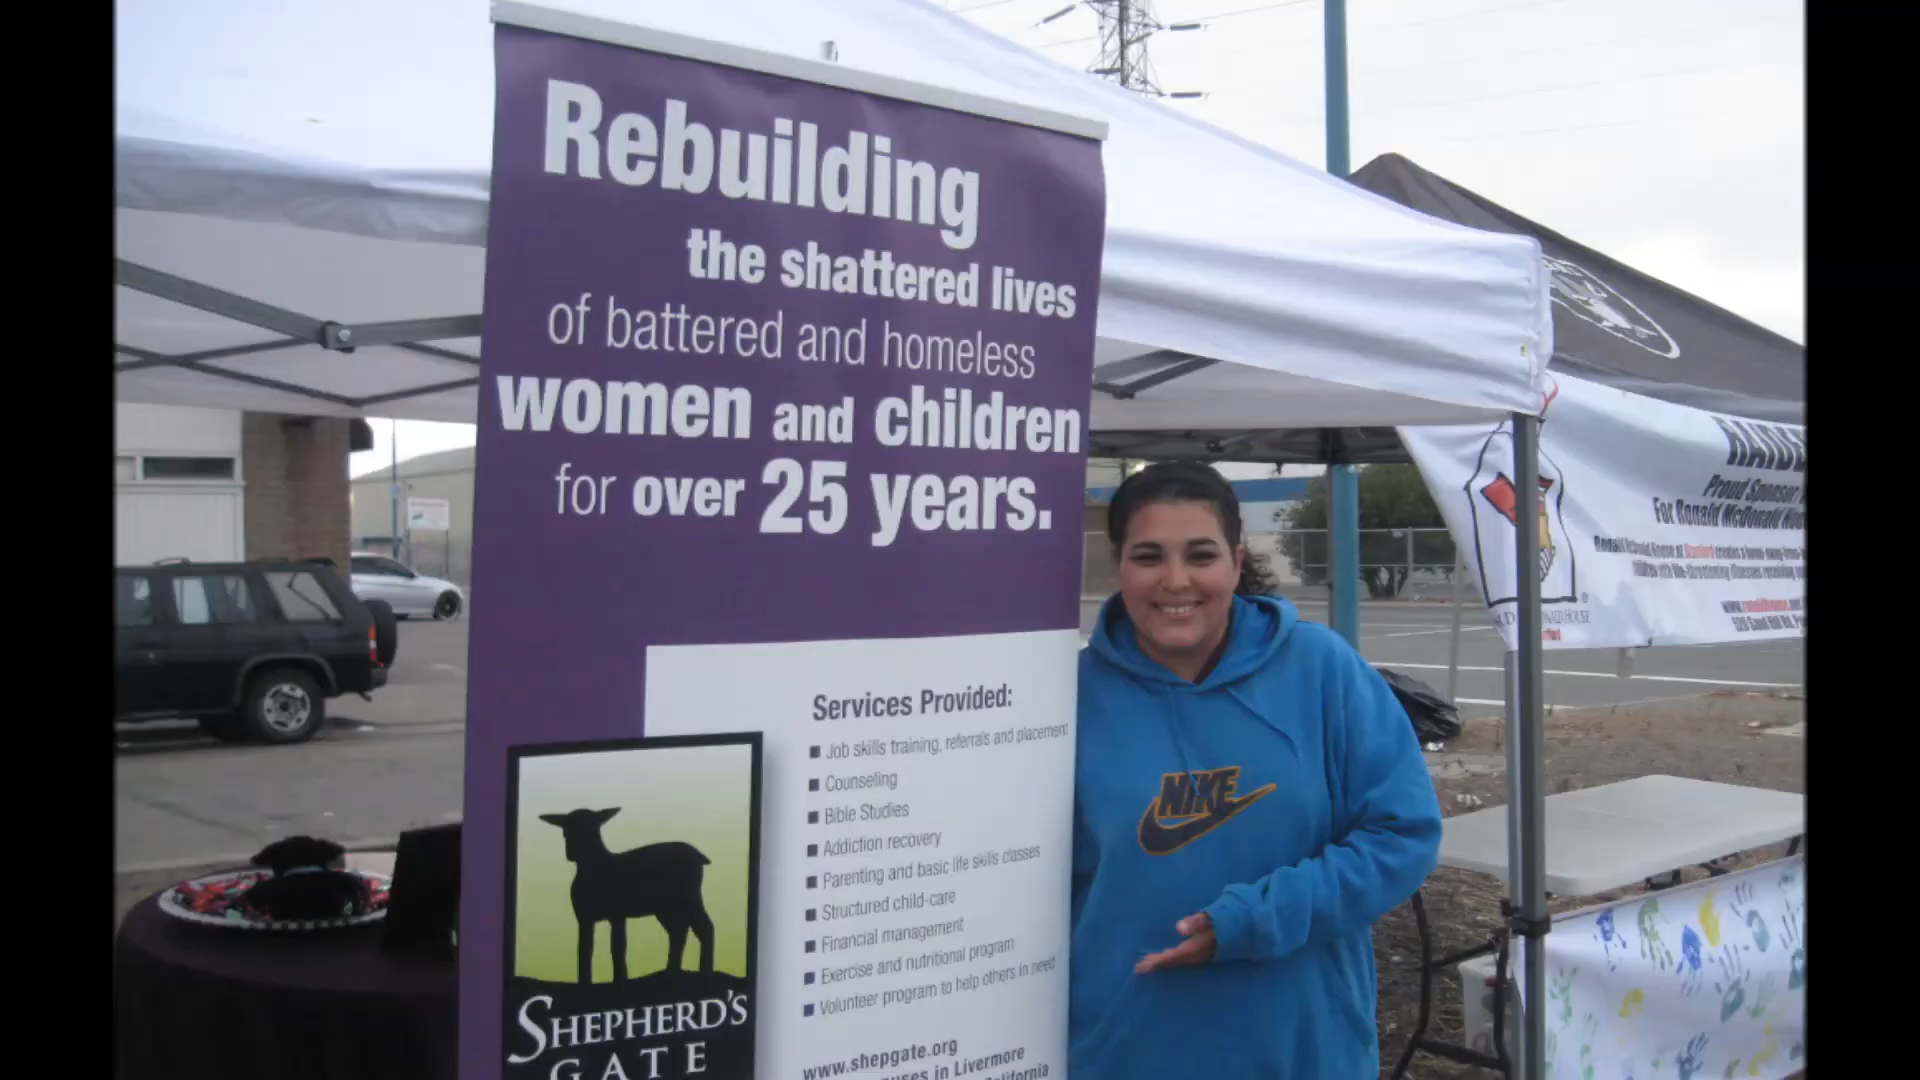 Rebuilding
the shattered lives
of battered and homeless
women and children
for over 25 years.
Services Provided:
Job skills training, referrals and placement
Counseling
Bible Studies
Addiction recovery
Parenting and basic life skills classes
Structured child-care
Financial management
Exercise and nutritional program
Volunteer program to help others in need
www.shepgate.org
in Livermore
California
SHEPHERD'S
GATE
NIKE
Proud Sponsor
For Ronald McDonald